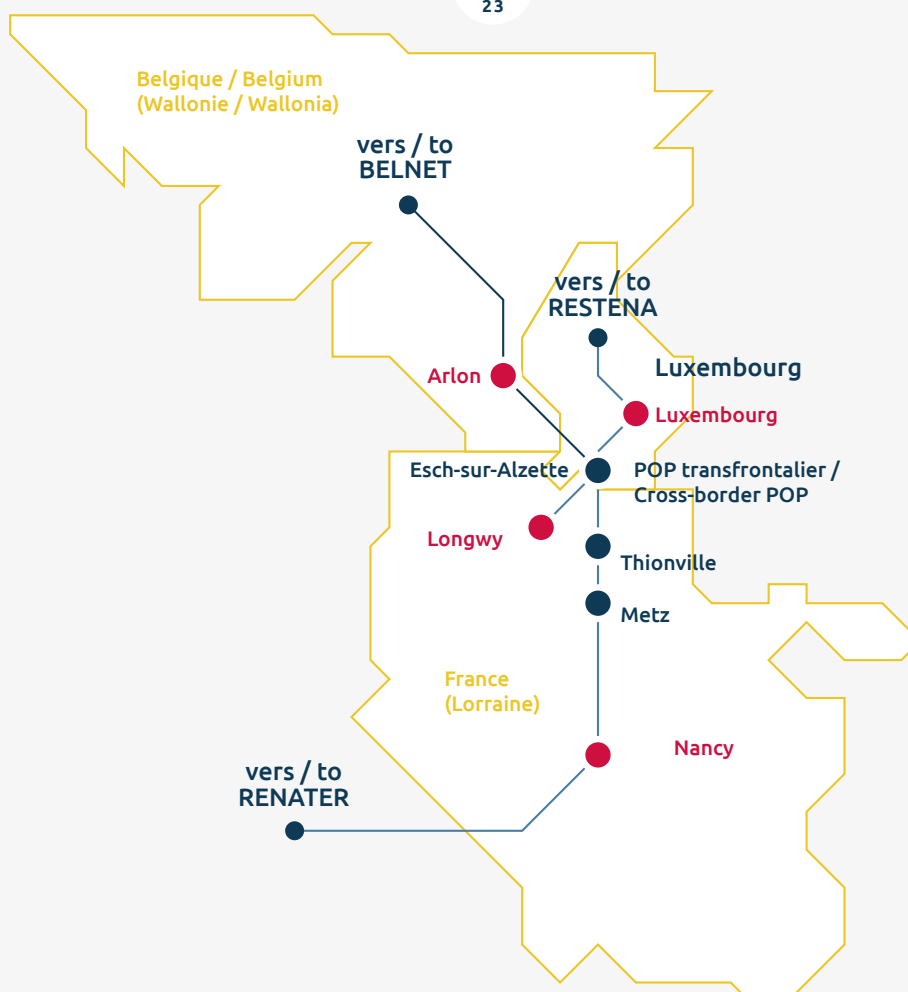 23
Belgique / Belgium
(Wallonie / Wallonia)
vers / to
BELNET
vers / to
RESTENA
Luxembourg
Arlon
Luxembourg
Esch-sur-Alzette
POP transfrontalier /
Cross-border POP
Longwy
Thionville
Metz
France
(Lorraine)
Nancy
vers / to
RENATER